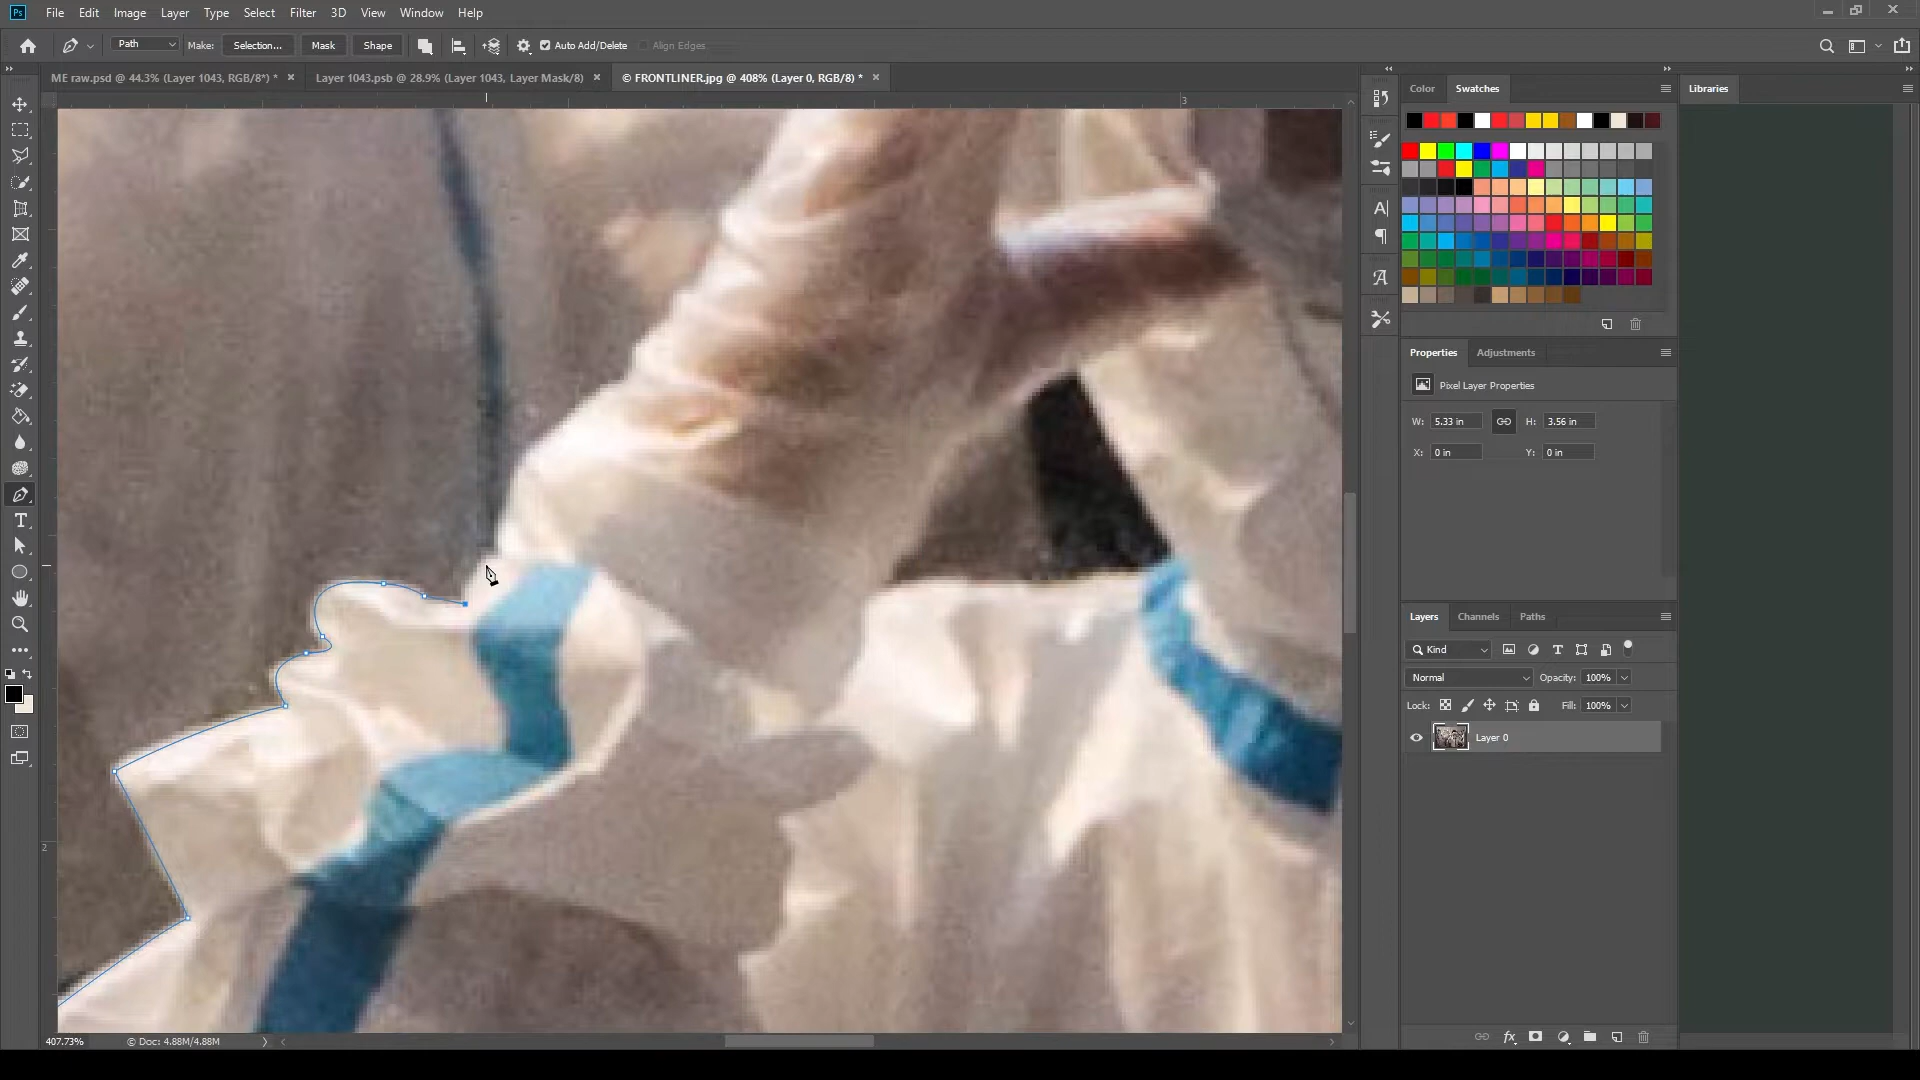 Ps File Edit Image Layer Type Select Filter 3D View Window Help
Path Make: Selection... Mask Shape Auto Add/Delete Align Edges
ME raw.psd @ 44.3% (Layer 1043, RGB/8*) * × Layer 1043.psb @ 28.9% (Layer 1043, Layer Mask/8) × © FRONTLINER.jpg @ 408% (Layer 0, RGB/8) * ×
3
2
Color Swatches
Libraries
Properties Adjustments
Pixel Layer Properties
W: 5.33 in H: 3.56 in
X: 0 in Y: 0 in
Layers Channels Paths
Kind
Normal Opacity: 100%
Lock: Fill: 100%
Layer 0
fx
407.73% © Doc: 4.88M/4.88M